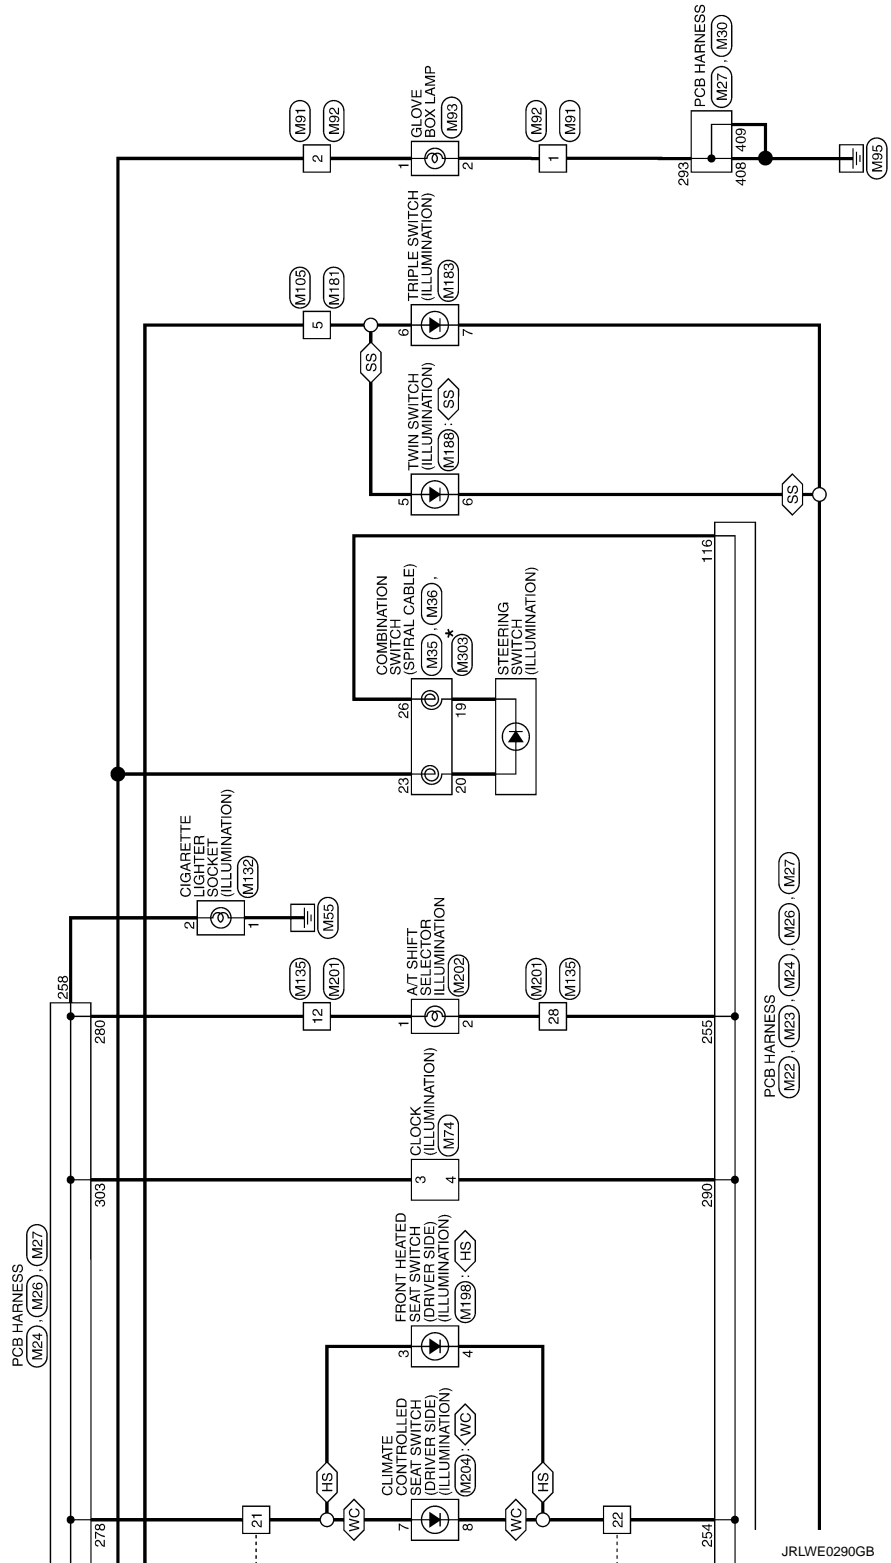 PCB HARNESS
M24 , M26 , M27
278
303
280
258
21
HS
WC
CLIMATE
CONTROLLED
SEAT SWITCH
(DRIVER SIDE)
(ILLUMINATION)
M204 : WC
7
8
WC
HS
22
254
FRONT HEATED
SEAT SWITCH
(DRIVER SIDE)
(ILLUMINATION)
M198 : HS
3
4
CLOCK
(ILLUMINATION)
M74
3
4
290
M135
M201
12
A/T SHIFT
SELECTOR
ILLUMINATION
M202
1
2
M201
M135
28
255
CIGARETTE
LIGHTER
SOCKET
(ILLUMINATION)
M132
2
1
M55
COMBINATION
SWITCH
(SPIRAL CABLE)
M35 , M36 ,
M303 *
23
26
20
19
STEERING
SWITCH
(ILLUMINATION)
116
PCB HARNESS
M22 , M23 , M24 , M26 , M27
TWIN SWITCH
(ILLUMINATION)
M188 : SS
5
6
SS
M105
M181
5
SS
TRIPLE SWITCH
(ILLUMINATION)
M183
6
7
M91
M92
2
GLOVE
BOX LAMP
M93
1
2
M92
M91
1
PCB HARNESS
M27 , M30
293
408
409
M95
JRLWE0290GB